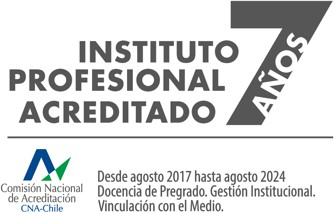 INSTITUTO
PROFESIONAL
ACREDITADO
7 AÑOS
Comisión Nacional
de Acreditación
CNA-Chile
Desde agosto 2017 hasta agosto 2024
Docencia de Pregrado. Gestión Institucional.
Vinculación con el Medio.